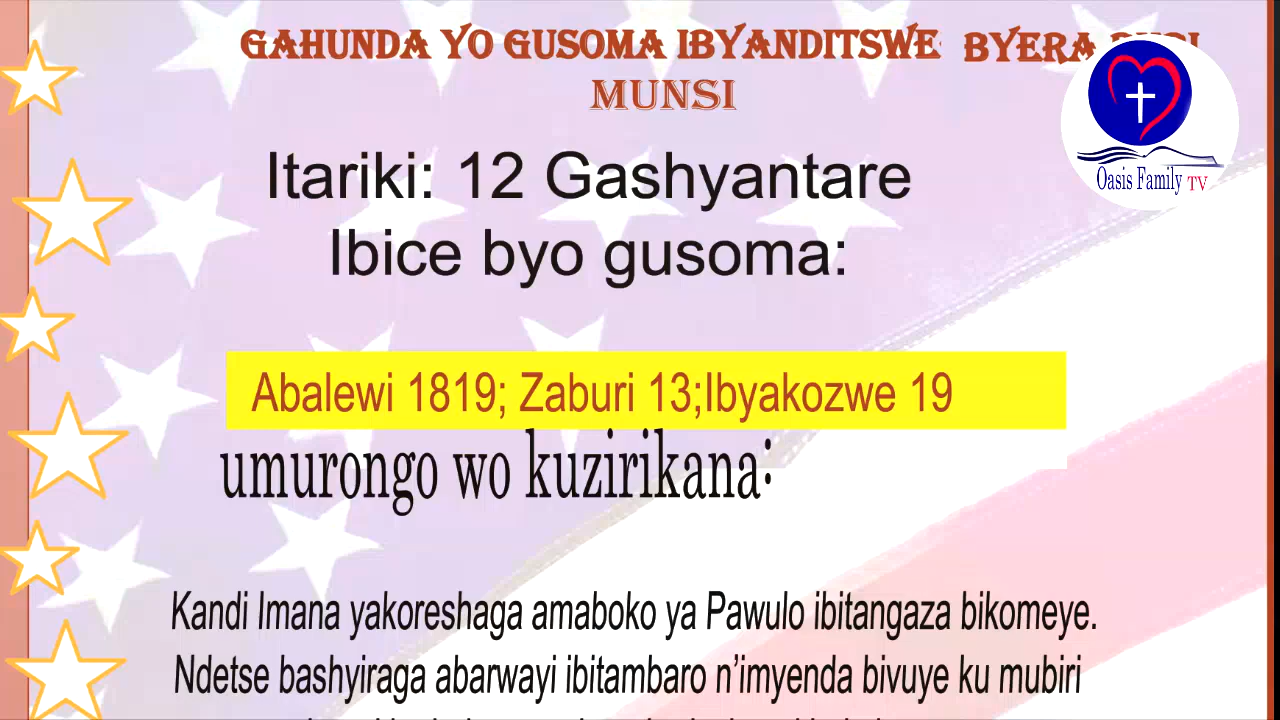 GAHUNDA YO GUSOMA IBYANDITSWE BYERA
MUNSI
Oasis Family TV
Itariki: 12 Gashyantare
Ibice byo gusoma:
Abalewi 1819; Zaburi 13;Ibyakozwe 19
umurongo wo kuzirikana:
Kandi Imana yakoreshaga amaboko ya Pawulo ibitangaza bikomeye.
Ndetse bashyiraga abarwayi ibitambaro n’imyenda bivuye ku mubiri